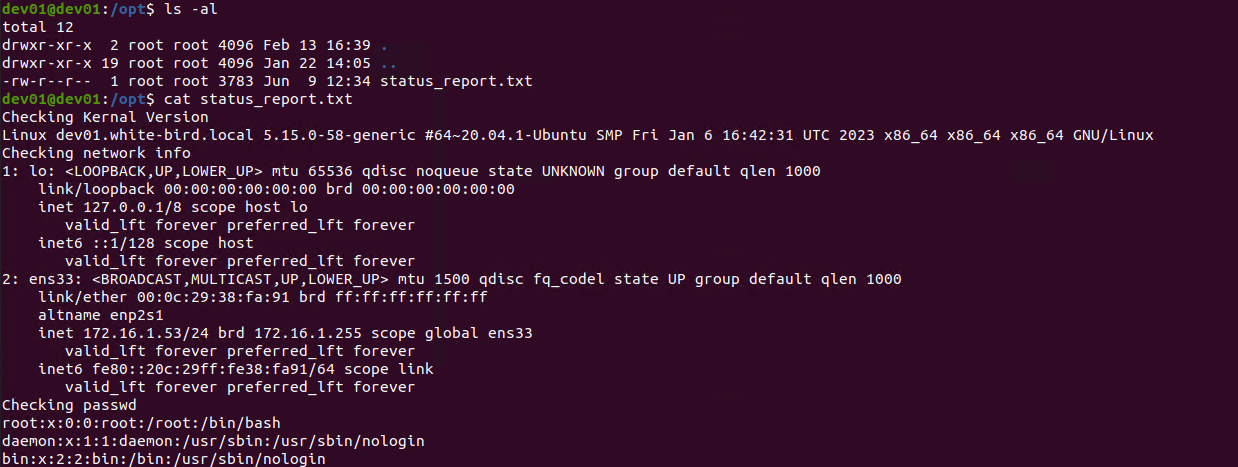 dev01@dev01:/opt$ ls -al
total 12
drwxr-xr-x  2 root root 4096 Feb 13 16:39 .
drwxr-xr-x 19 root root 4096 Jan 22 14:05 ..
-rw-r--r--  1 root root 3783 Jun  9 12:34 status_report.txt
dev01@dev01:/opt$ cat status_report.txt
Checking Kernal Version
Linux dev01.white-bird.local 5.15.0-58-generic #64~20.04.1-Ubuntu SMP Fri Jan 6 16:42:31 UTC 2023 x86_64 x86_64 x86_64 GNU/Linux
Checking network info
1: lo: <LOOPBACK,UP,LOWER_UP> mtu 65536 qdisc noqueue state UNKNOWN group default qlen 1000
    link/loopback 00:00:00:00:00:00 brd 00:00:00:00:00:00
    inet 127.0.0.1/8 scope host lo
       valid_lft forever preferred_lft forever
    inet6 ::1/128 scope host
       valid_lft forever preferred_lft forever
2: ens33: <BROADCAST,MULTICAST,UP,LOWER_UP> mtu 1500 qdisc fq_codel state UP group default qlen 1000
    link/ether 00:0c:29:38:fa:91 brd ff:ff:ff:ff:ff:ff
    altname enp2s1
    inet 172.16.1.53/24 brd 172.16.1.255 scope global ens33
       valid_lft forever preferred_lft forever
    inet6 fe80::20c:29ff:fe38:fa91/64 scope link
       valid_lft forever preferred_lft forever
Checking passwd
root:x:0:0:root:/root:/bin/bash
daemon:x:1:1:daemon:/usr/sbin:/usr/sbin/nologin
bin:x:2:2:bin:/bin:/usr/sbin/nologin